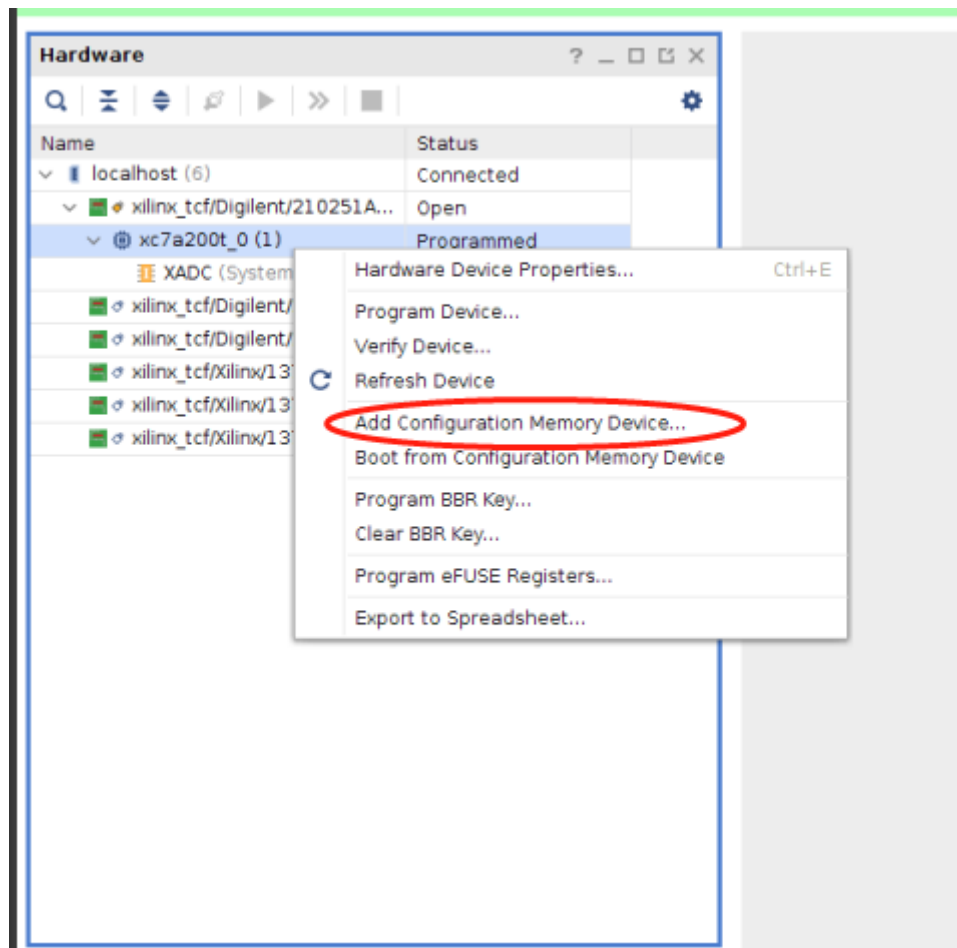 Hardware
Name Status
localhost (6) Connected
xilinx_tcf/Digilent/210251A... Open
xc7a200t_0 (1) Programmed
XADC (System
xilinx_tcf/Digilent/
xilinx_tcf/Digilent/
xilinx_tcf/Xilinx/13
xilinx_tcf/Xilinx/13
xilinx_tcf/Xilinx/13
Hardware Device Properties... Ctrl+E
Program Device...
Verify Device...
Refresh Device
Add Configuration Memory Device...
Boot from Configuration Memory Device
Program BBR Key...
Clear BBR Key...
Program eFUSE Registers...
Export to Spreadsheet...